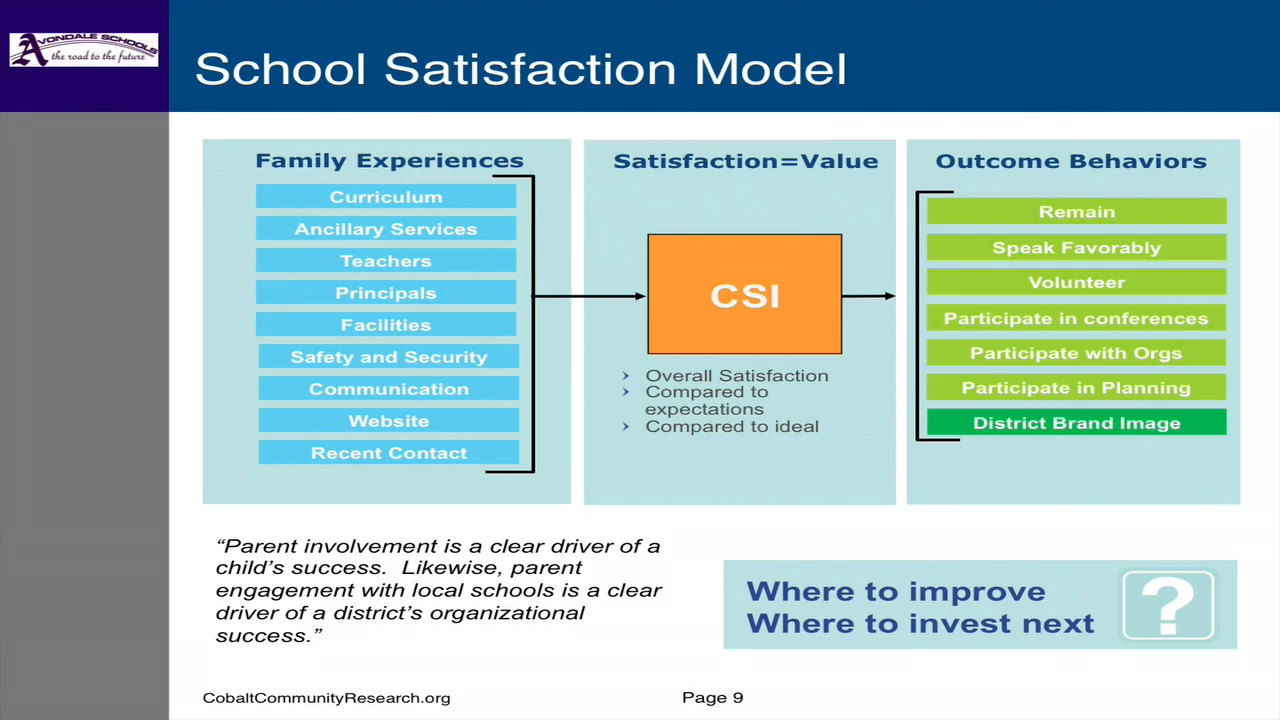 AVONDALE SCHOOLS
the road to the future
School Satisfaction Model
Family Experiences
Curriculum
Ancillary Services
Teachers
Principals
Facilities
Safety and Security
Communication
Website
Recent Contact
Satisfaction=Value
CSI
Overall Satisfaction
Compared to
expectations
Compared to ideal
Outcome Behaviors
Remain
Speak Favorably
Volunteer
Participate in conferences
Participate with Orgs
Participate in Planning
District Brand Image
“Parent involvement is a clear driver of a
child’s success.  Likewise, parent
engagement with local schools is a clear
driver of a district’s organizational
success.”
Where to improve
Where to invest next
?
CobaltCommunityResearch.org
Page 9